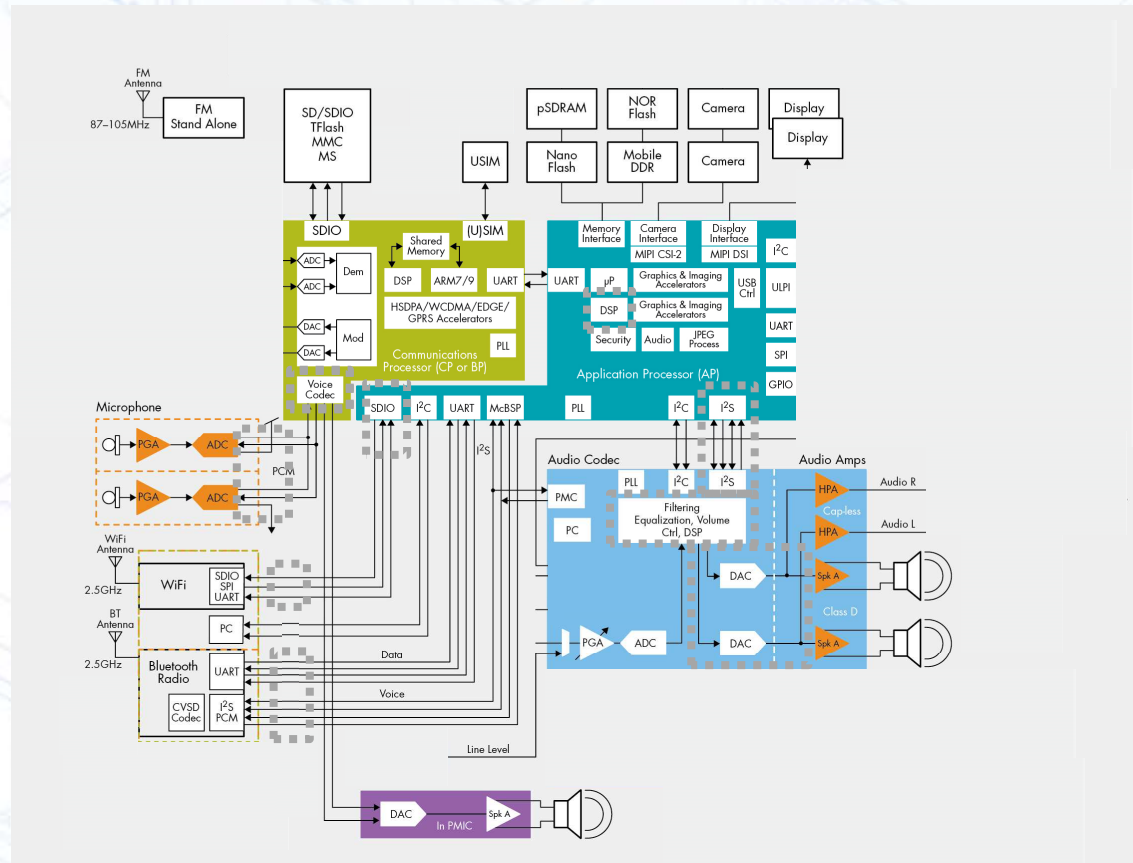 FM
Antenna
87–105MHz
FM
Stand Alone
SD/SDIO
TFlash
MMC
MS
USIM
pSDRAM
NOR
Flash
Camera
Display
Display
Nano
Flash
Mobile
DDR
Camera
SDIO
(U)SIM
Shared
Memory
ADC
ADC
Dem
DSP
ARM7/9
UART
HSDPA/WCDMA/EDGE/
GPRS Accelerators
DAC
DAC
Mod
PLL
Communications
Processor (CP or BP)
Voice
Codec
Memory
Interface
Camera
Interface
MIPI CSI-2
Display
Interface
MIPI DSI
I²C
UART
µP
Graphics & Imaging
Accelerators
USB
Ctrl
ULPI
DSP
Graphics & Imaging
Accelerators
Security
Audio
JPEG
Process
UART
SPI
GPIO
Application Processor (AP)
SDIO
I²C
UART
McBSP
PLL
I²C
I²S
I²S
Microphone
PGA
ADC
PCM
PGA
ADC
WiFi
Antenna
2.5GHz
WiFi
SDIO
SPI
UART
BT
Antenna
2.5GHz
PC
Bluetooth
Radio
UART
CVSD
Codec
I²S
PCM
Data
Voice
Line Level
Audio Codec
Audio Amps
PLL
I²C
I²S
PMC
PC
Filtering
Equalization, Volume
Ctrl, DSP
HPA
Audio R
Cap-less
HPA
Audio L
DAC
Spk A
Class D
PGA
ADC
DAC
Spk A
DAC
Spk A
In PMIC